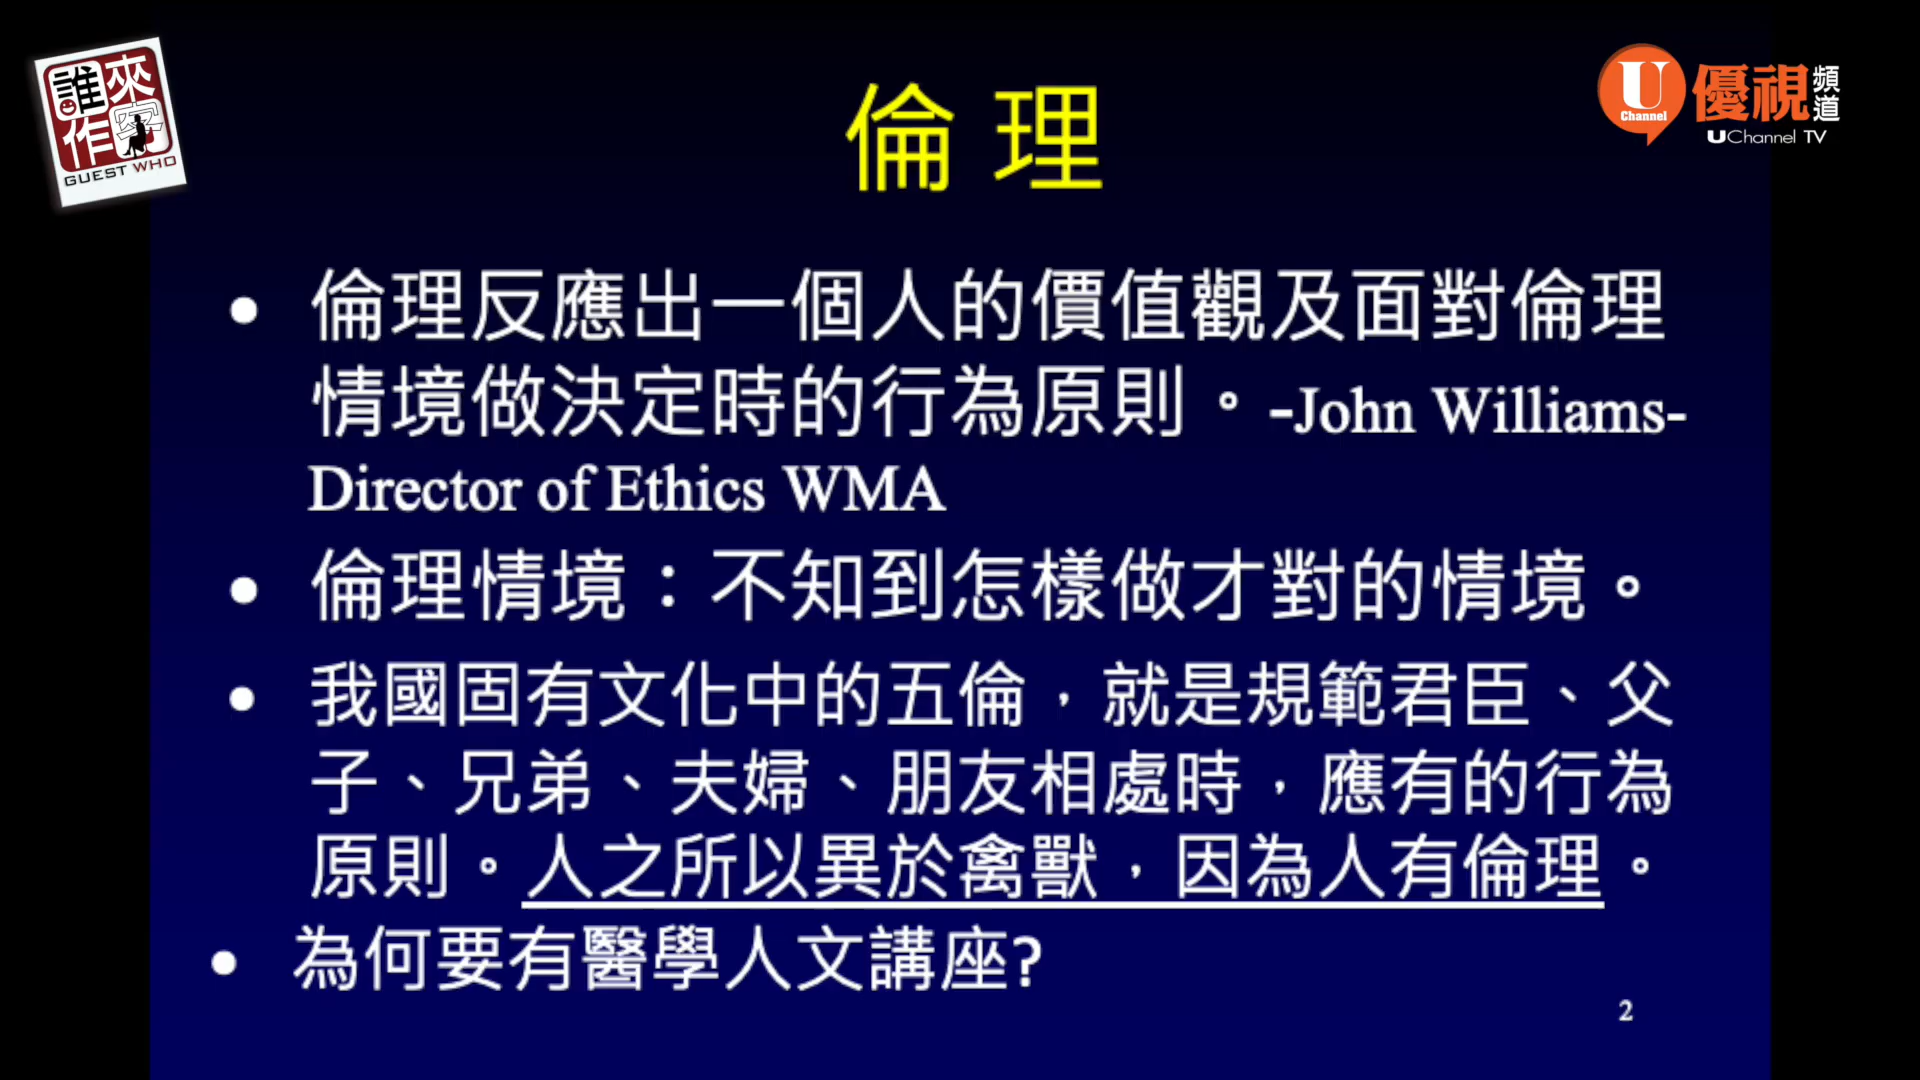 誰來作客
GUEST WHO
U Channel
優視頻道
UChannel TV
倫理
• 倫理反應出一個人的價值觀及面對倫理
情境做決定時的行為原則。-John Williams-
Director of Ethics WMA
• 倫理情境：不知到怎樣做才對的情境。
• 我國固有文化中的五倫，就是規範君臣、父
子、兄弟、夫婦、朋友相處時，應有的行為
原則。人之所以異於禽獸，因為人有倫理。
• 為何要有醫學人文講座?
2